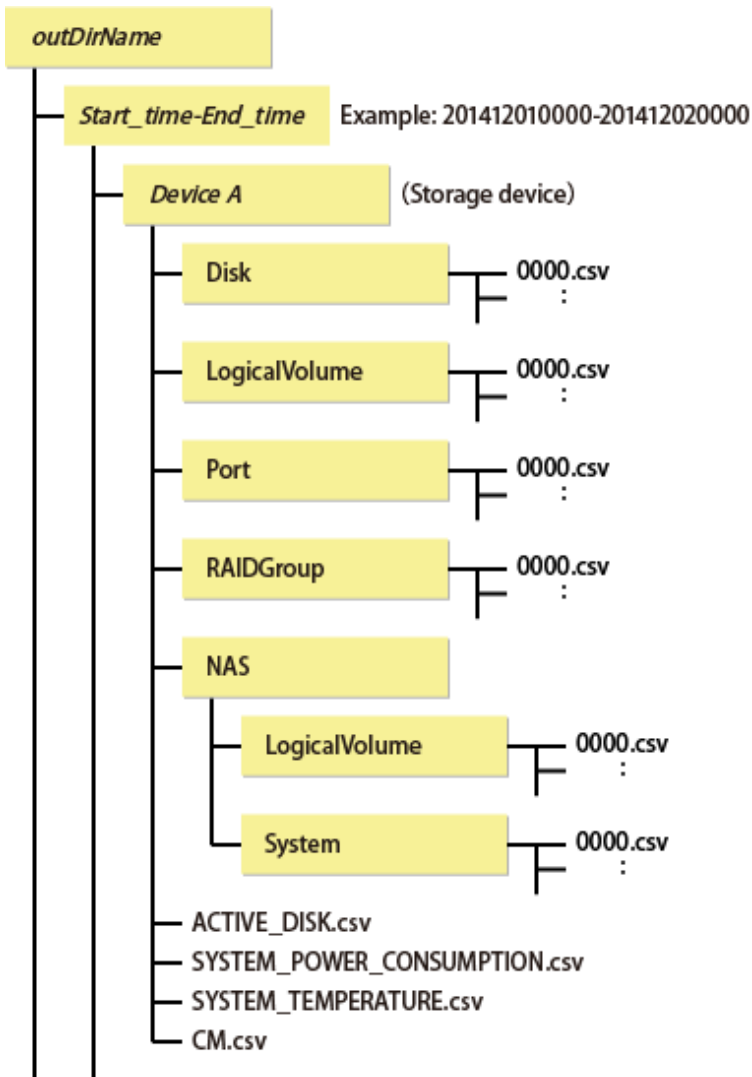 outDirName
Start_time-End_time Example: 201412010000-201412020000
Device A (Storage device)
Disk 0000.csv
:
LogicalVolume 0000.csv
:
Port 0000.csv
:
RAIDGroup 0000.csv
:
NAS
LogicalVolume 0000.csv
:
System 0000.csv
:
ACTIVE_DISK.csv
SYSTEM_POWER_CONSUMPTION.csv
SYSTEM_TEMPERATURE.csv
CM.csv